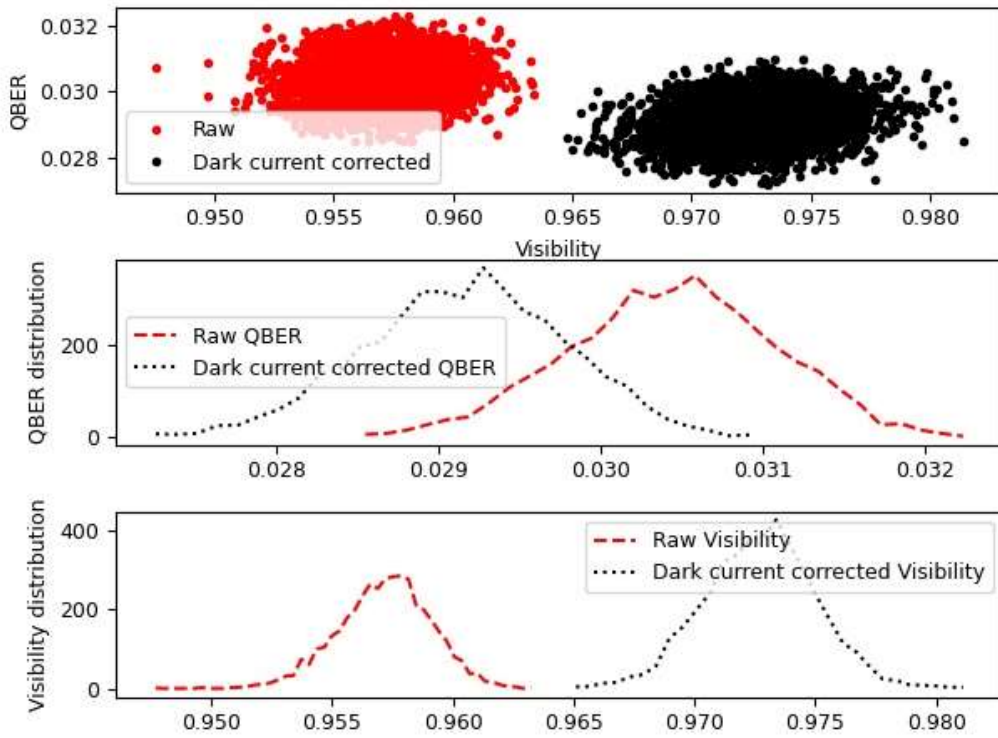 QBER
0.032
0.030
0.028
Raw
Dark current corrected
0.950 0.955 0.960 0.965 0.970 0.975 0.980
Visibility
QBER distribution
200
0
Raw QBER
Dark current corrected QBER
0.028 0.029 0.030 0.031 0.032
Visibility distribution
400
200
0
Raw Visibility
Dark current corrected Visibility
0.950 0.955 0.960 0.965 0.970 0.975 0.980